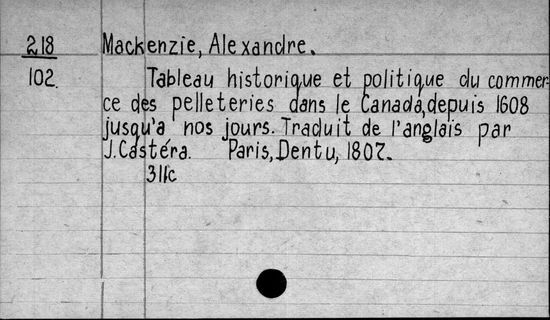 218 Mackenzie, Alexandre.
102. Tableau historique et politique du commer=
ce des pelleteries dans le Canada, depuis 1608
jusqu'a nos jours. Traduit de l'anglais par
J. Castéra. Paris, Dentu, 1807.